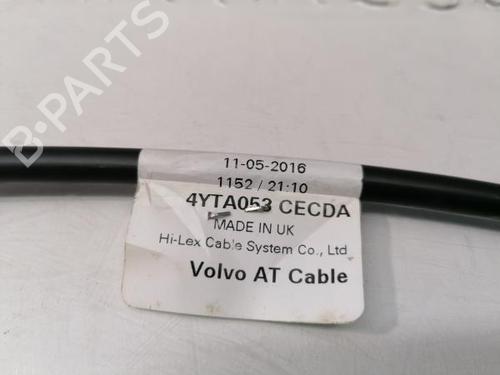 B-PARTS
11-05-2016
1152 / 21:10
4YTA053 CECDA
MADE IN UK
Hi-Lex Cable System Co., Ltd
Volvo AT Cable